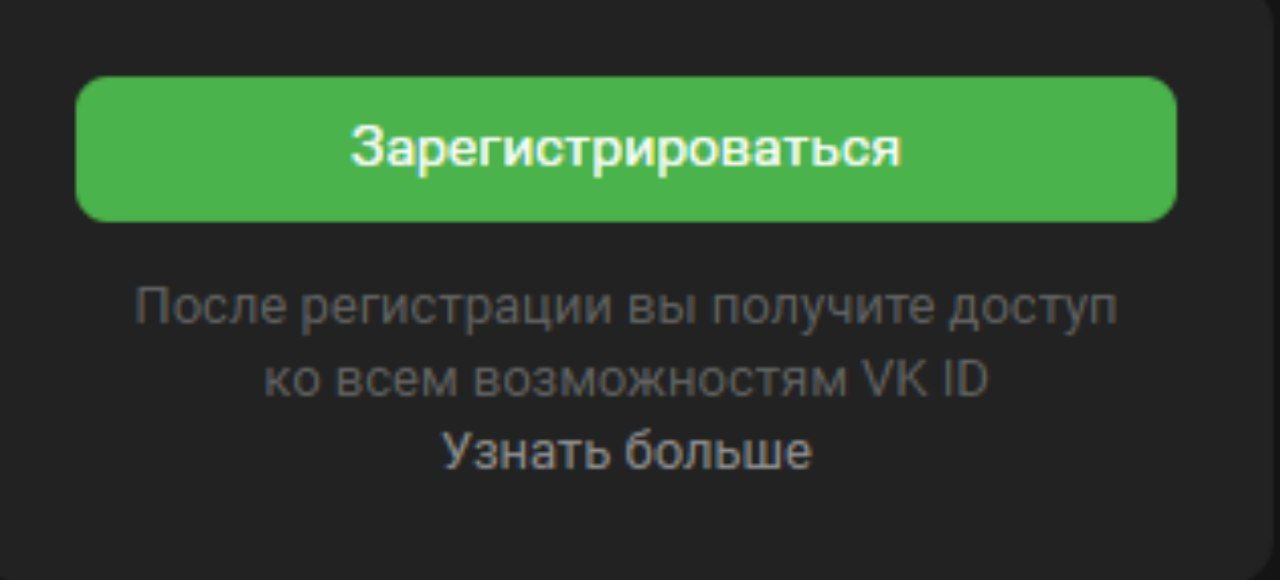 Зарегистрироваться
После регистрации вы получите доступ
ко всем возможностям VK ID
Узнать больше